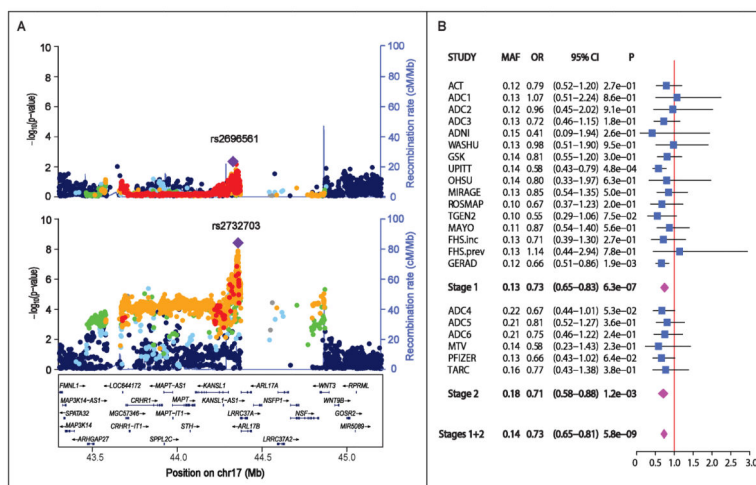 A
10
8
6
4
2
0
100
80
60
40
20
0
−log₁₀(p-value)
Recombination rate (cM/Mb)
rs2696561
10
8
6
4
2
0
100
80
60
40
20
0
−log₁₀(p-value)
Recombination rate (cM/Mb)
rs2732703
FMNL1→ ←LOC644172 ←MAPT-AS1 ←KANSL1 ←ARL17A WNT3 ←RPRML
MAP3K14-AS1→ CRHR1→ MAPT→ KANSL1-AS1→ NSFP1→ WNT9B→
←SPATA32 MGC57346→ ←MAPT-IT1 LRRC37A→ NSF→ GOSR2→
←MAP3K14 CRHR1-IT1→ STH→ ←ARL17B MIR5089→
←ARHGAP27 ←SPPL2C LRRC37A2→
43.5 44.0 44.5 45.0
Position on chr17 (Mb)
B
STUDY MAF OR 95% CI P
ACT 0.12 0.79 (0.52−1.20) 2.7e−01
ADC1 0.13 1.07 (0.51−2.24) 8.6e−01
ADC2 0.12 0.96 (0.45−2.02) 9.1e−01
ADC3 0.13 0.72 (0.46−1.15) 1.8e−01
ADNI 0.15 0.41 (0.09−1.94) 2.6e−01
WASHU 0.13 0.98 (0.51−1.90) 9.5e−01
GSK 0.14 0.81 (0.55−1.20) 3.0e−01
UPITT 0.14 0.58 (0.43−0.79) 4.8e−04
OHSU 0.14 0.80 (0.33−1.97) 6.3e−01
MIRAGE 0.13 0.85 (0.54−1.35) 5.0e−01
ROSMAP 0.10 0.67 (0.37−1.23) 2.0e−01
TGEN2 0.10 0.55 (0.29−1.06) 7.5e−02
MAYO 0.11 0.87 (0.54−1.40) 5.6e−01
FHS.inc 0.13 0.71 (0.39−1.30) 2.7e−01
FHS.prev 0.13 1.14 (0.44−2.94) 7.8e−01
GERAD 0.12 0.66 (0.51−0.86) 1.9e−03
Stage 1 0.13 0.73 (0.65−0.83) 6.3e−07
ADC4 0.22 0.67 (0.44−1.01) 5.3e−02
ADC5 0.21 0.81 (0.52−1.27) 3.6e−01
ADC6 0.21 0.75 (0.46−1.22) 2.4e−01
MTV 0.14 0.58 (0.23−1.43) 2.3e−01
PFIZER 0.13 0.66 (0.43−1.02) 6.4e−02
TARC 0.16 0.77 (0.43−1.38) 3.8e−01
Stage 2 0.18 0.71 (0.58−0.88) 1.2e−03
Stages 1+2 0.14 0.73 (0.65−0.81) 5.8e−09
0.0 0.5 1.0 1.5 2.0 2.5 3.0